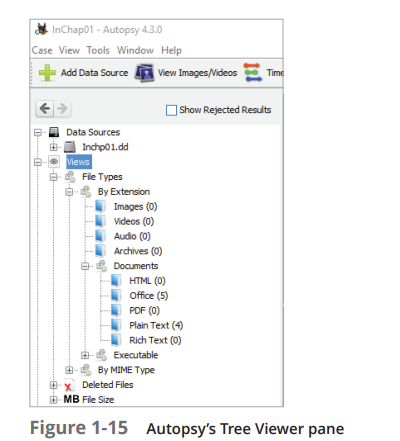 InChap01 - Autopsy 4.3.0
Case View Tools Window Help
Add Data Source View Images/Videos Time
Show Rejected Results
Data Sources
Inchp01.dd
Views
File Types
By Extension
Images (0)
Videos (0)
Audio (0)
Archives (0)
Documents
HTML (0)
Office (5)
PDF (0)
Plain Text (4)
Rich Text (0)
Executable
By MIME Type
Deleted Files
MB File Size
Figure 1-15 Autopsy's Tree Viewer pane